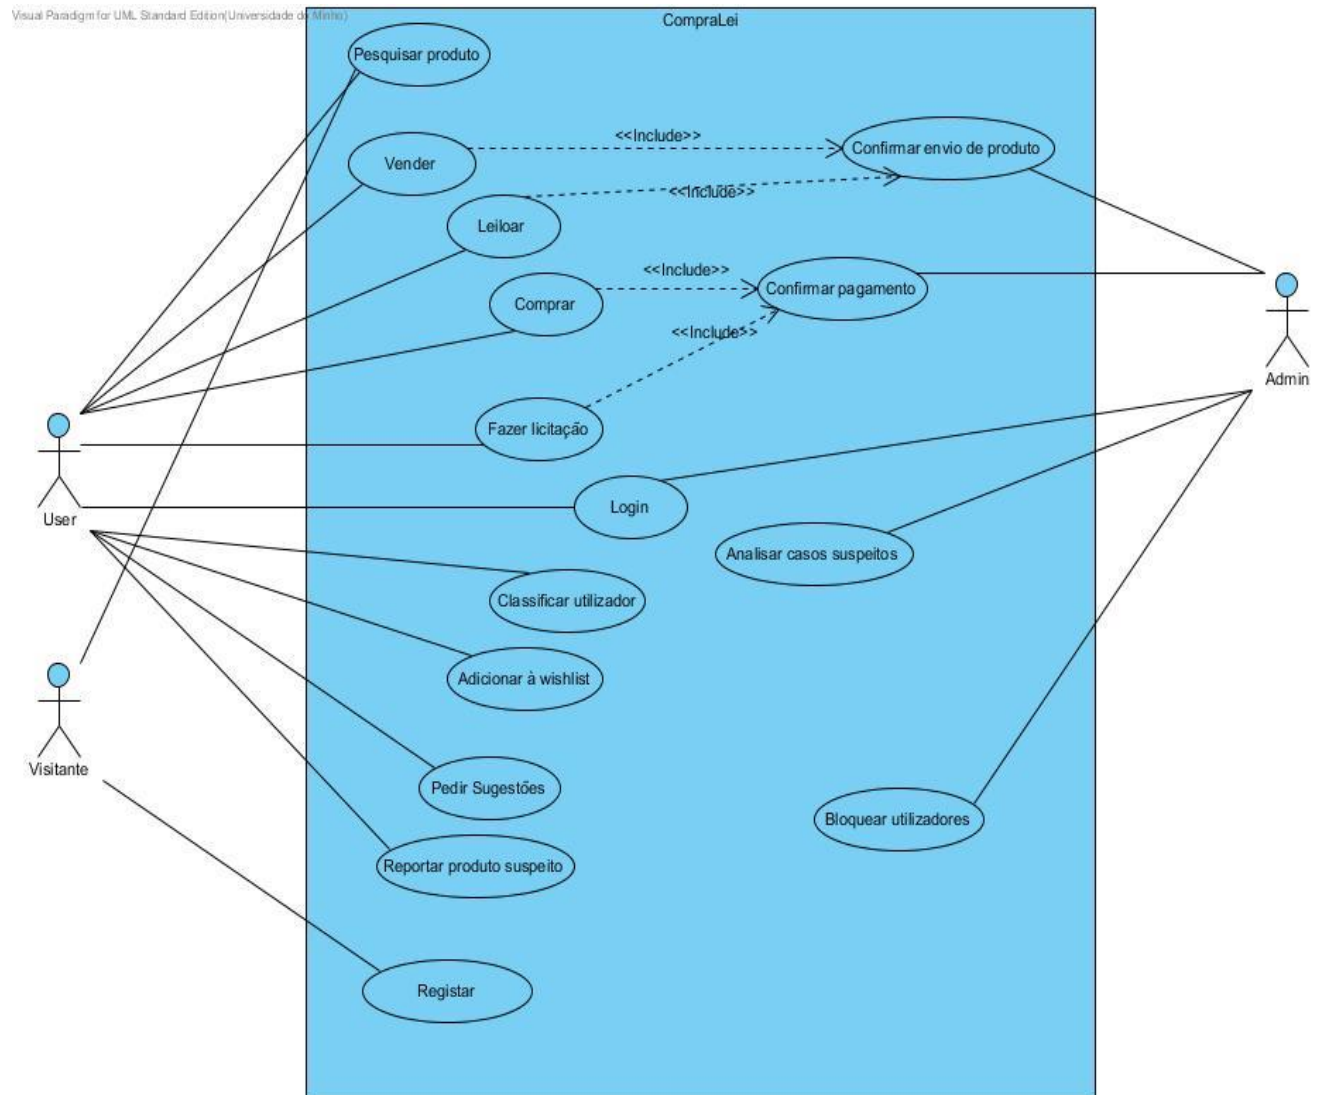 Visual Paradigm for UML Standard Edition(Universidade do Minho)
CompraLei
Pesquisar produto
<<Include>>
Confirmar envio de produto
Vender
<<Include>>
Leiloar
<<Include>>
Confirmar pagamento
Comprar
<<Include>>
Admin
Fazer licitação
Login
User
Analisar casos suspeitos
Classificar utilizador
Adicionar à wishlist
Visitante
Pedir Sugestões
Bloquear utilizadores
Reportar produto suspeito
Registar